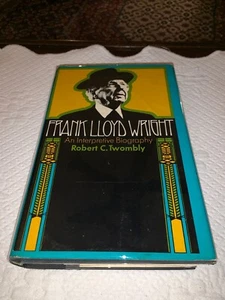 FRANK LLOYD WRIGHT
An Interpretive Biography
Robert C. Twombly